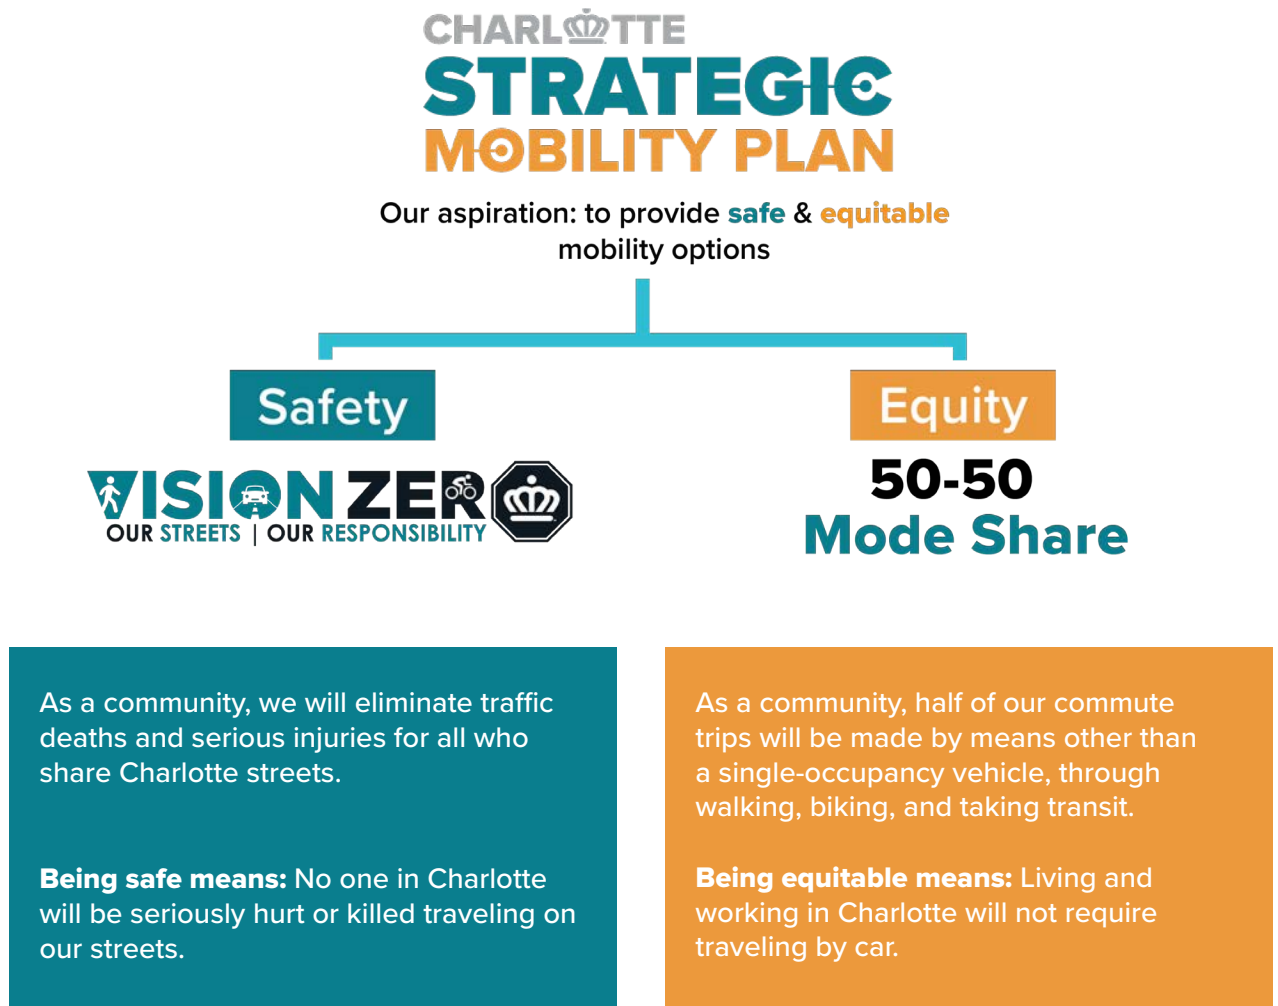 CHARLOTTE
STRATEGIC
MOBILITY PLAN
Our aspiration: to provide safe & equitable
mobility options
Safety
VISION ZERO
OUR STREETS | OUR RESPONSIBILITY
Equity
50-50
Mode Share
As a community, we will eliminate traffic
deaths and serious injuries for all who
share Charlotte streets.
Being safe means: No one in Charlotte
will be seriously hurt or killed traveling on
our streets.
As a community, half of our commute
trips will be made by means other than
a single-occupancy vehicle, through
walking, biking, and taking transit.
Being equitable means: Living and
working in Charlotte will not require
traveling by car.